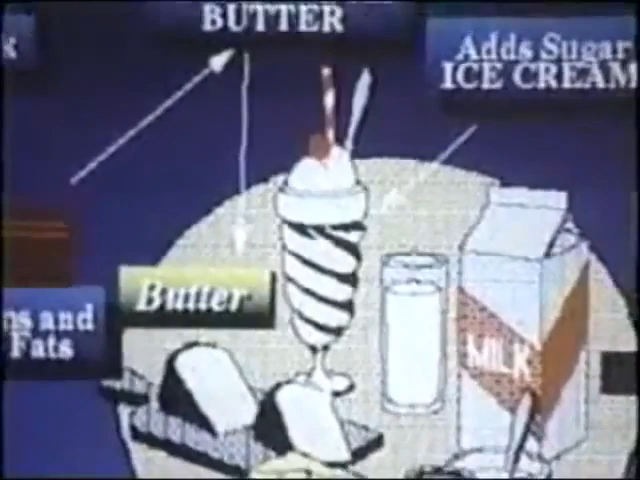 BUTTER
Adds Sugar
ICE CREAM
Butter
and
Fats
MILK